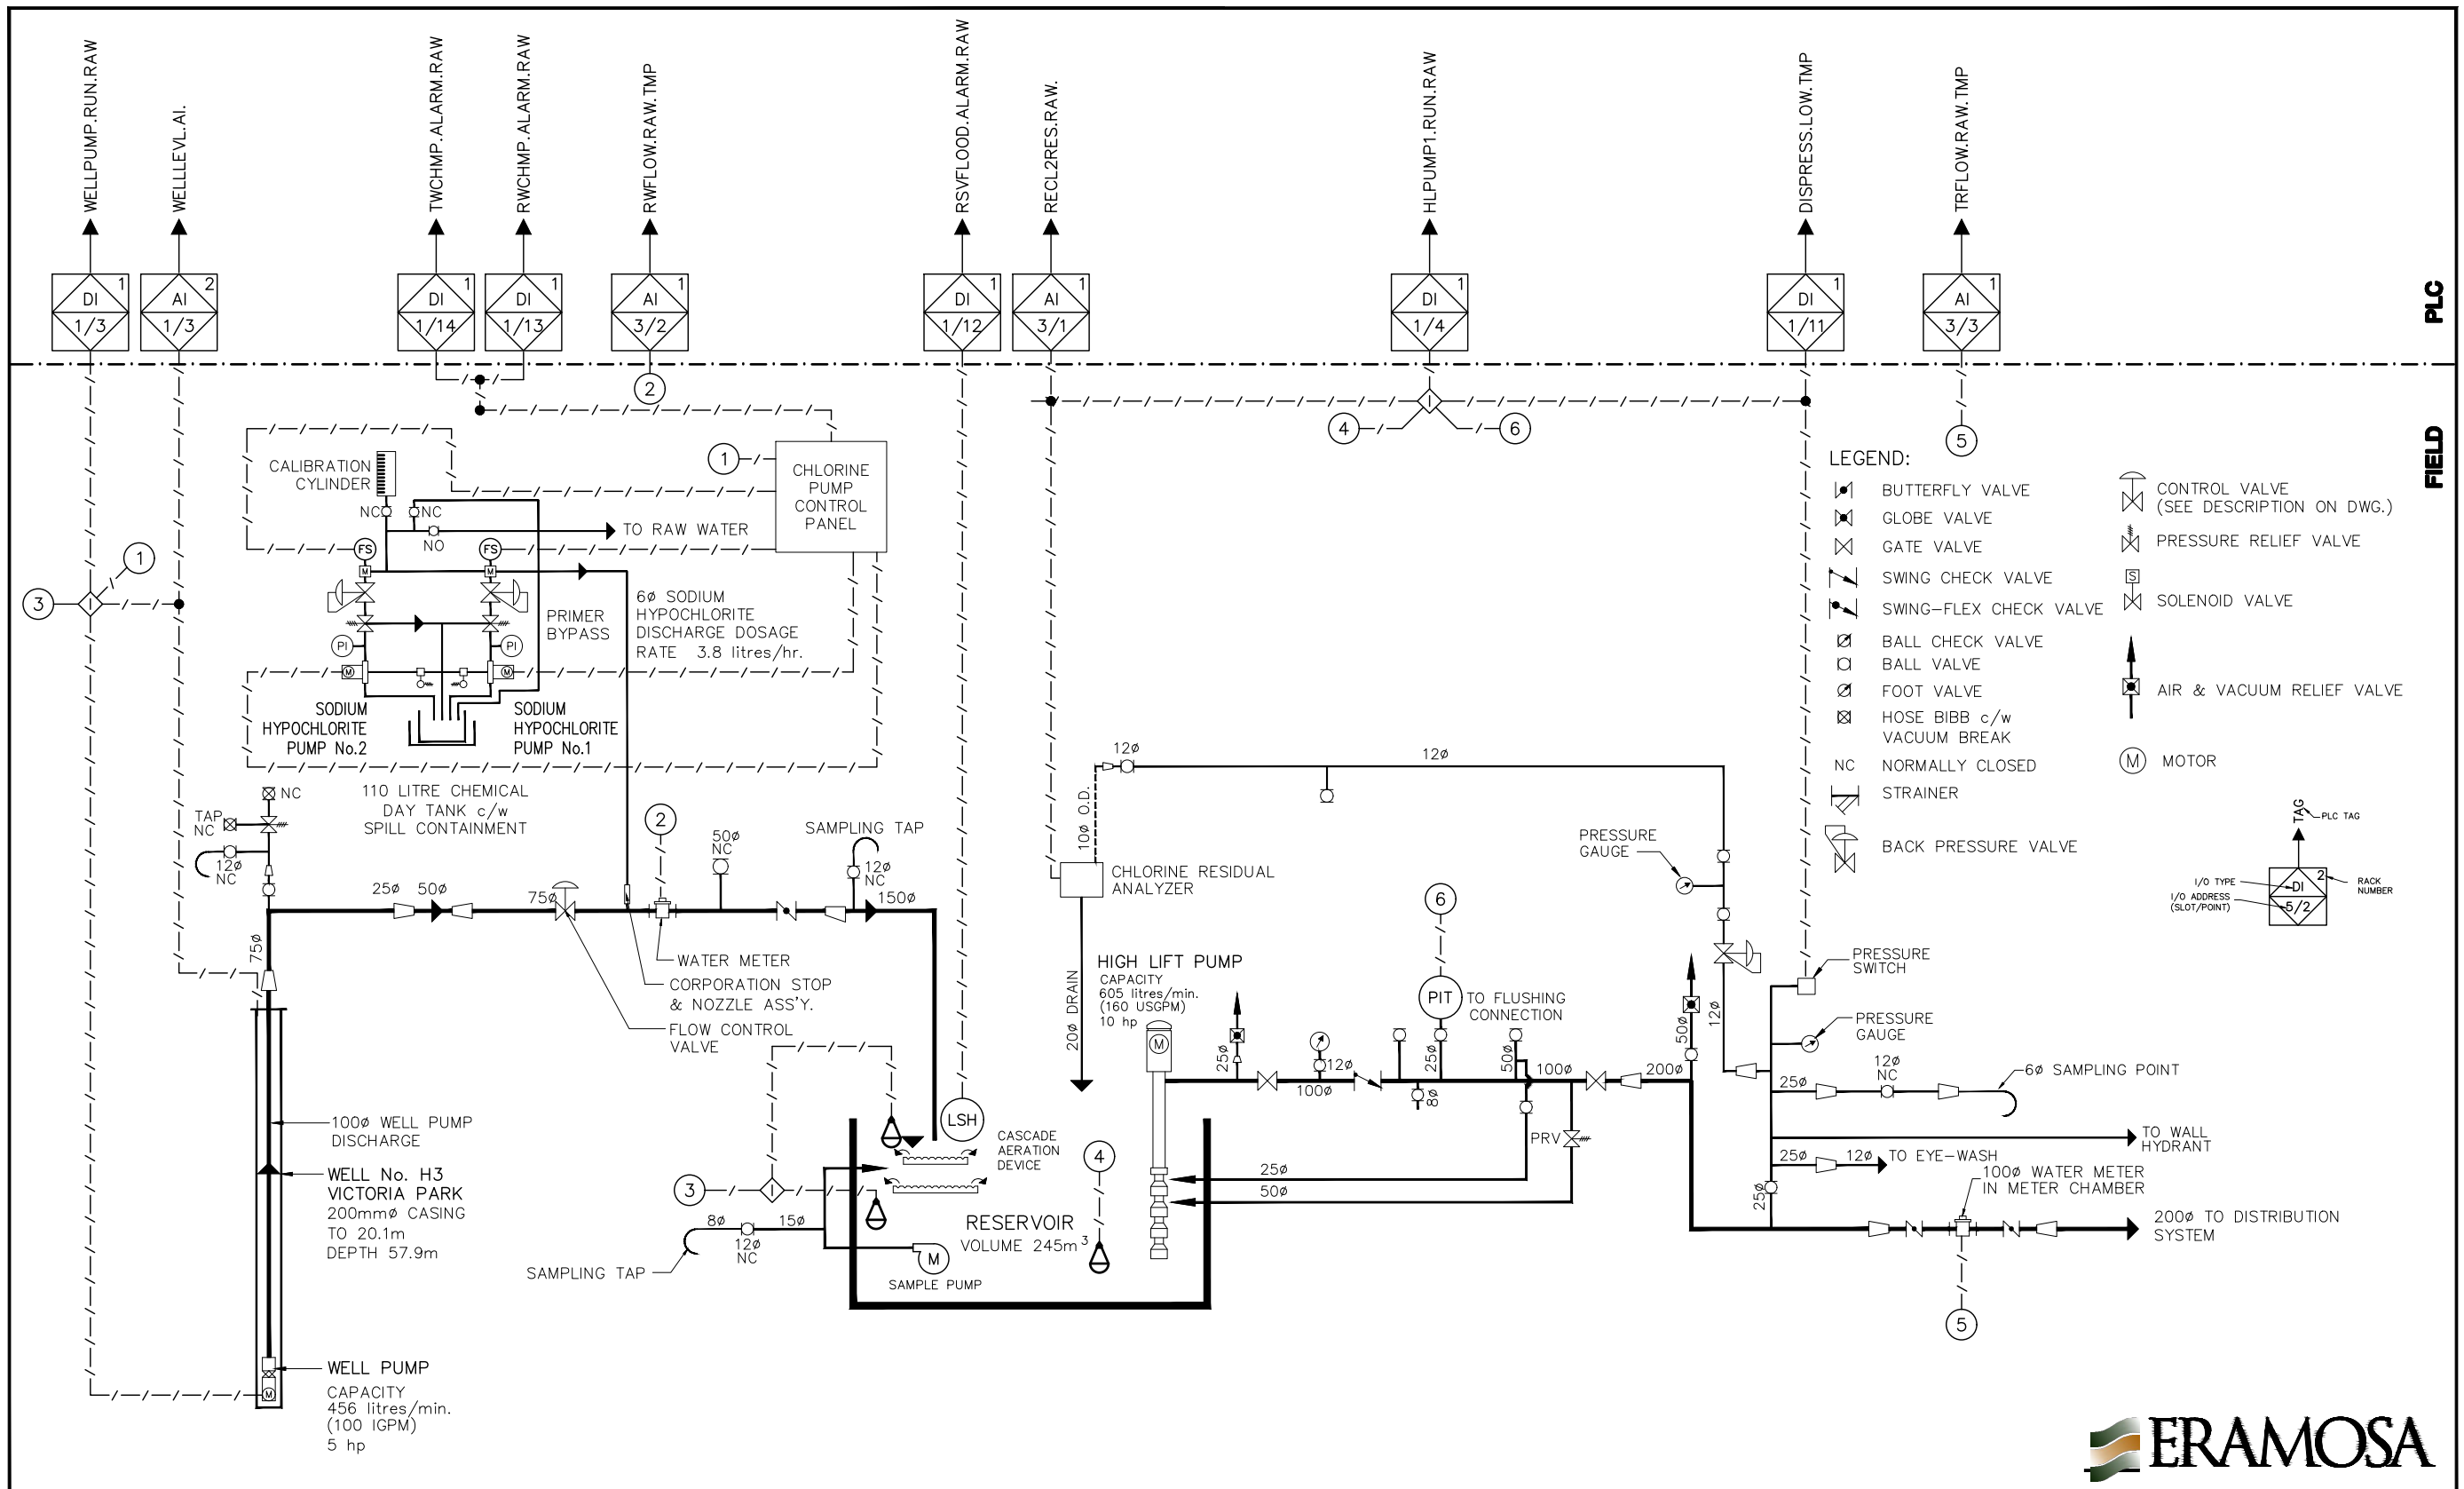 WELLPUMP.RUN.RAW
WELLLEVL.AI.
TWCHMP.ALARM.RAW
RWCHMP.ALARM.RAW
RWFLOW.RAW.TMP
RSVFLOOD.ALARM.RAW
RECL2RES.RAW.
HLPUMP1.RUN.RAW
DISPRESS.LOW.TMP
TRFLOW.RAW.TMP
DI 1
1/3
AI 2
1/3
DI 1
1/14
DI 1
1/13
AI 1
3/2
DI 1
1/12
AI 1
3/1
DI 1
1/4
DI 1
1/11
AI 1
3/3
PLC
FIELD
2
I
4
6
5
1
CHLORINE
PUMP
CONTROL
PANEL
CALIBRATION
CYLINDER
NC
NC
NO
TO RAW WATER
FS
FS
M
M
1
3
I
PRIMER
BYPASS
6ø SODIUM
HYPOCHLORITE
DISCHARGE DOSAGE
RATE 3.8 litres/hr.
PI
PI
M
M
SODIUM
HYPOCHLORITE
PUMP No.2
SODIUM
HYPOCHLORITE
PUMP No.1
110 LITRE CHEMICAL
DAY TANK c/w
SPILL CONTAINMENT
LEGEND:
BUTTERFLY VALVE
GLOBE VALVE
GATE VALVE
SWING CHECK VALVE
SWING-FLEX CHECK VALVE
BALL CHECK VALVE
BALL VALVE
FOOT VALVE
HOSE BIBB c/w
VACUUM BREAK
NC NORMALLY CLOSED
STRAINER
BACK PRESSURE VALVE
CONTROL VALVE
(SEE DESCRIPTION ON DWG.)
PRESSURE RELIEF VALVE
S
SOLENOID VALVE
AIR & VACUUM RELIEF VALVE
M MOTOR
TAG
PLC TAG
I/O TYPE
DI
2
RACK
NUMBER
I/O ADDRESS
(SLOT/POINT)
5/2
NC
TAP
NC
12ø
NC
75ø
25ø
50ø
75ø
2
50ø
NC
SAMPLING TAP
12ø
NC
150ø
WATER METER
CORPORATION STOP
& NOZZLE ASS'Y.
FLOW CONTROL
VALVE
12ø
12ø
10ø O.D.
CHLORINE RESIDUAL
ANALYZER
20ø DRAIN
PRESSURE
GAUGE
12ø
HIGH LIFT PUMP
CAPACITY
605 litres/min.
(160 USGPM)
10 hp
M
6
PIT
TO FLUSHING
CONNECTION
25ø
100ø
12ø
25ø
8ø
50ø
100ø
200ø
50ø
PRESSURE
SWITCH
PRESSURE
GAUGE
25ø
12ø
NC
6ø SAMPLING POINT
TO WALL
HYDRANT
25ø
12ø
TO EYE-WASH
25ø
100ø WATER METER
IN METER CHAMBER
200ø TO DISTRIBUTION
SYSTEM
5
PRV
25ø
50ø
LSH
CASCADE
AERATION
DEVICE
4
3
I
RESERVOIR
VOLUME 245m3
8ø
12ø
NC
15ø
SAMPLING TAP
M
SAMPLE PUMP
100ø WELL PUMP
DISCHARGE
WELL No. H3
VICTORIA PARK
200mmø CASING
TO 20.1m
DEPTH 57.9m
M
WELL PUMP
CAPACITY
456 litres/min.
(100 IGPM)
5 hp
ERAMOSA